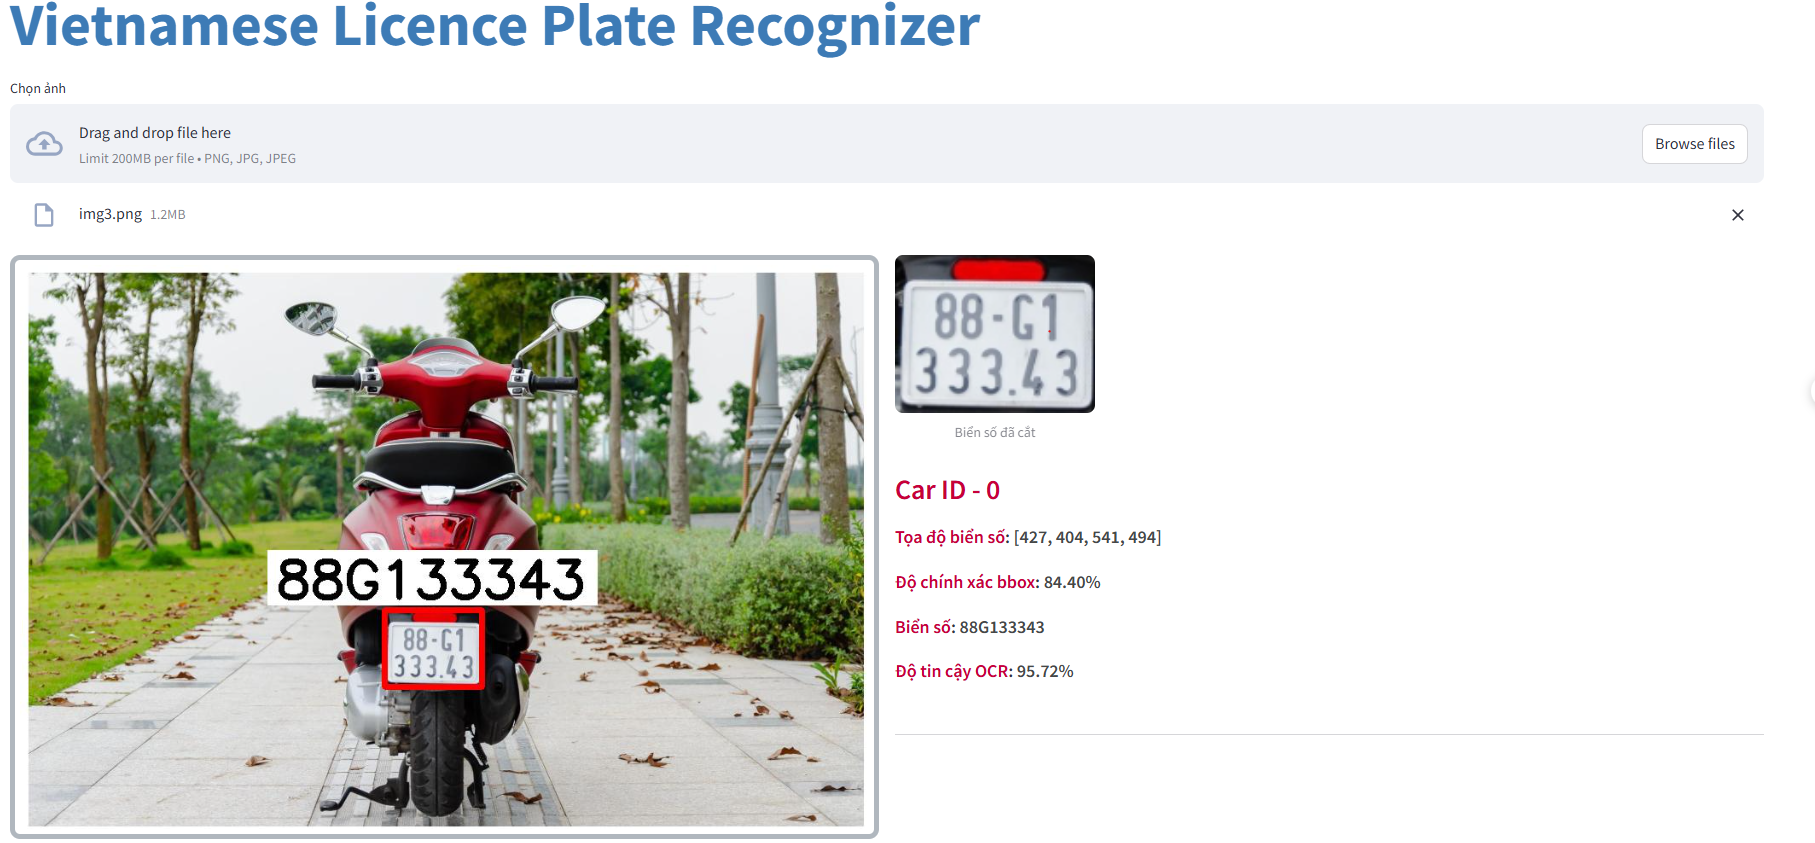 Vietnamese Licence Plate Recognizer
Chọn ảnh
Drag and drop file here
Limit 200MB per file • PNG, JPG, JPEG
Browse files
img3.png 1.2MB
88G133343
88-G1
333.43
88-G1
333.43
Biển số đã cắt
Car ID - 0
Tọa độ biển số: [427, 404, 541, 494]
Độ chính xác bbox: 84.40%
Biển số: 88G133343
Độ tin cậy OCR: 95.72%